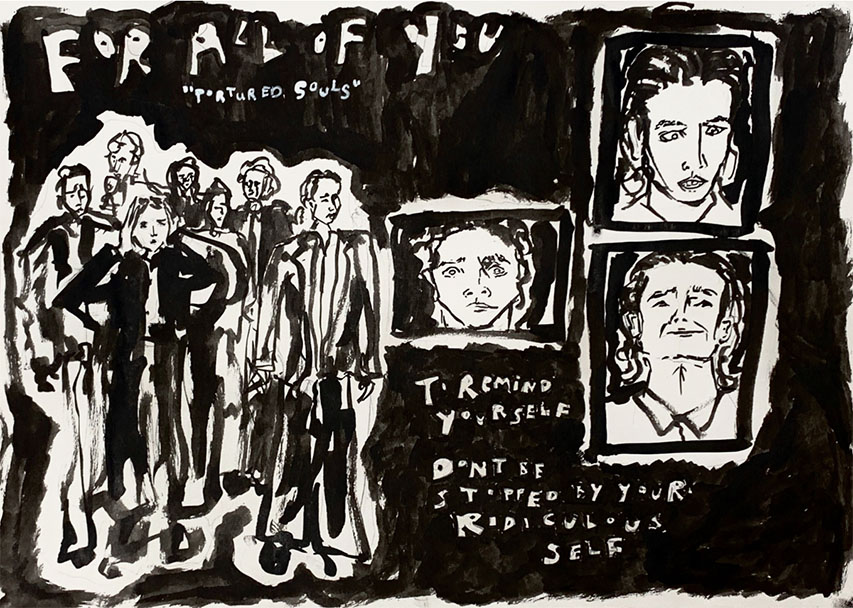 FOR ALL OF YOU
"TORTURED SOULS"
TO REMIND
YOURSELF
DONT BE
STOPPED BY YOUR
RIDICULOUS
SELF